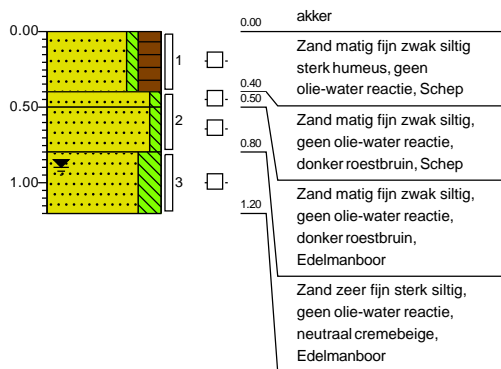 0.00
0.50
1.00
1
2
3
0.00
0.40
0.50
0.80
1.20
akker
Zand matig fijn zwak siltig
sterk humeus, geen
olie-water reactie, Schep
Zand matig fijn zwak siltig,
geen olie-water reactie,
donker roestbruin, Schep
Zand matig fijn zwak siltig,
geen olie-water reactie,
donker roestbruin,
Edelmanboor
Zand zeer fijn sterk siltig,
geen olie-water reactie,
neutraal cremebeige,
Edelmanboor